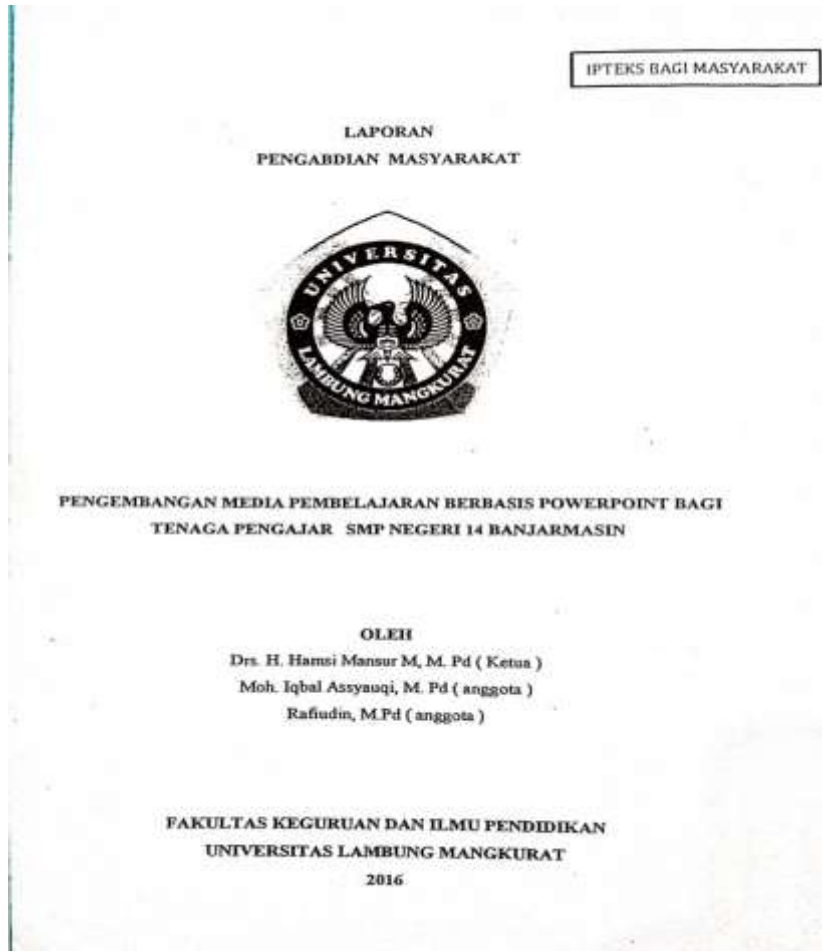 IPTEKS BAGI MASYARAKAT
LAPORAN
PENGABDIAN MASYARAKAT
UNIVERSITAS
LAMBUNG MANGKURAT
PENGEMBANGAN MEDIA PEMBELAJARAN BERBASIS POWERPOINT BAGI
TENAGA PENGAJAR SMP NEGERI 14 BANJARMASIN
OLEH
Drs. H. Hamsi Mansur M, M. Pd ( Ketua )
Moh. Iqbal Assyauqi, M. Pd ( anggota )
Rafiudin, M.Pd ( anggota )
FAKULTAS KEGURUAN DAN ILMU PENDIDIKAN
UNIVERSITAS LAMBUNG MANGKURAT
2016